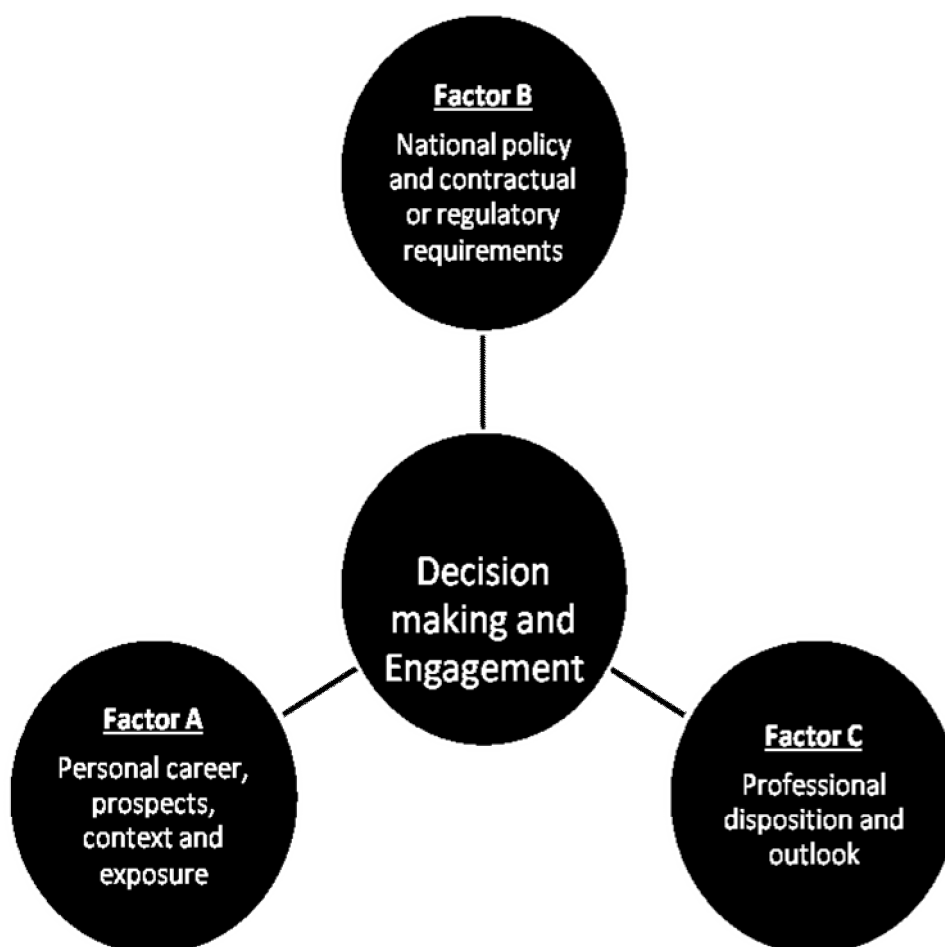 Factor B
National policy
and contractual
or regulatory
requirements
Decision
making and
Engagement
Factor A
Personal career,
prospects,
context and
exposure
Factor C
Professional
disposition and
outlook